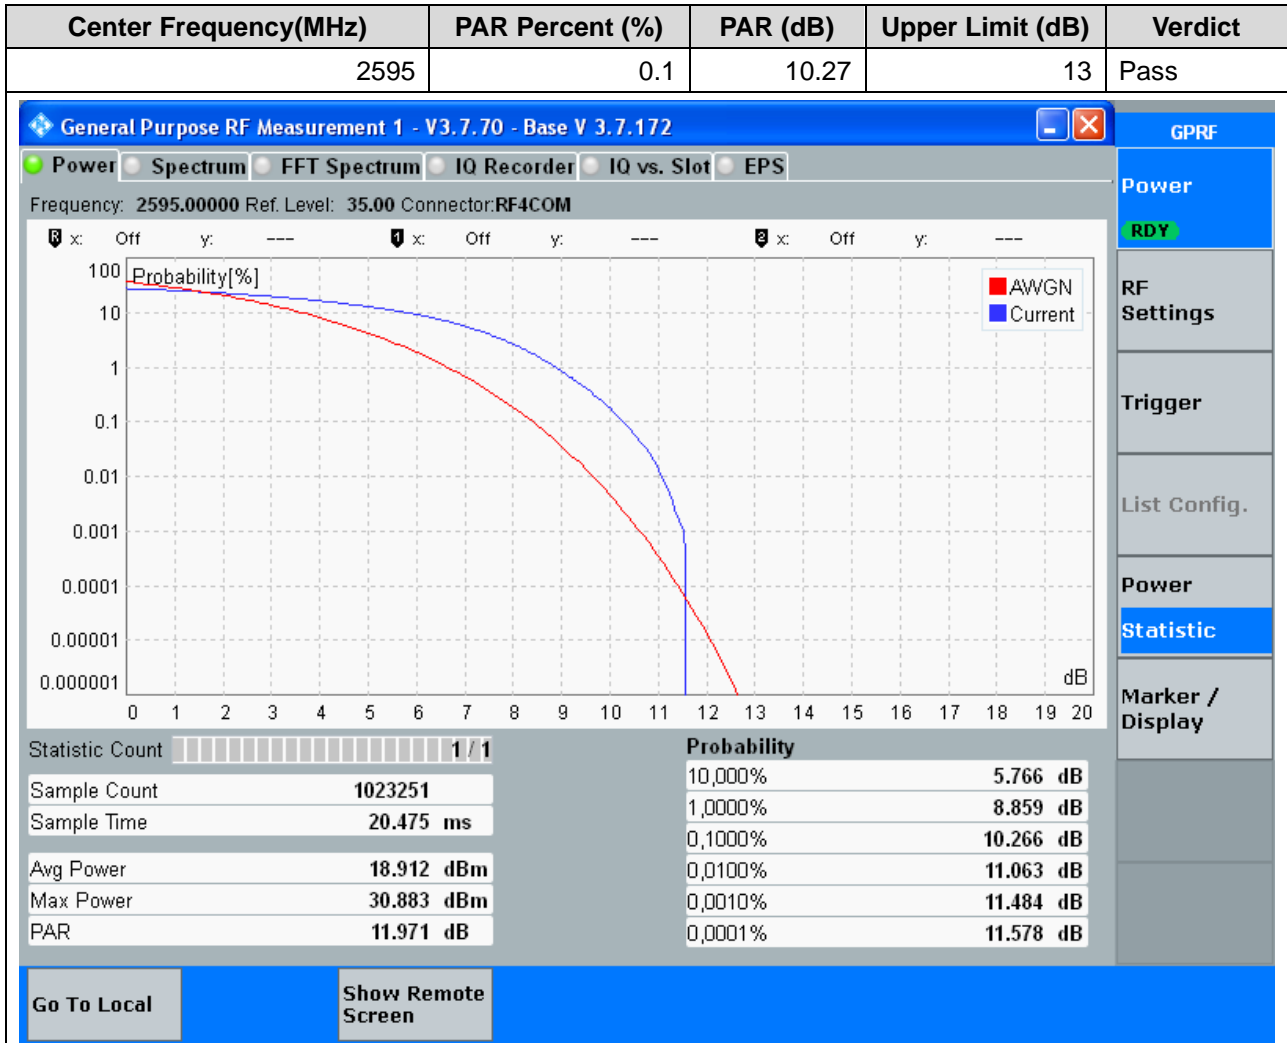 Center Frequency(MHz) PAR Percent (%) PAR (dB) Upper Limit (dB) Verdict
2595 0.1 10.27 13 Pass
General Purpose RF Measurement 1 - V3.7.70 - Base V 3.7.172
GPRF
Power Spectrum FFT Spectrum IQ Recorder IQ vs. Slot EPS
Power
RDY
Frequency: 2595.00000 Ref. Level: 35.00 Connector:RF4COM
R x: Off y: --- 1 x: Off y: --- 2 x: Off y: ---
Probability[%]
100
10
1
0.1
0.01
0.001
0.0001
0.00001
0.000001
AWGN
Current
dB
0 1 2 3 4 5 6 7 8 9 10 11 12 13 14 15 16 17 18 19 20
RF
Settings
Trigger
List Config.
Power
Statistic
Marker /
Display
Statistic Count 1 / 1
Sample Count 1023251
Sample Time 20.475 ms
Avg Power 18.912 dBm
Max Power 30.883 dBm
PAR 11.971 dB
Probability
10,000% 5.766 dB
1,0000% 8.859 dB
0,1000% 10.266 dB
0,0100% 11.063 dB
0,0010% 11.484 dB
0,0001% 11.578 dB
Go To Local
Show Remote
Screen